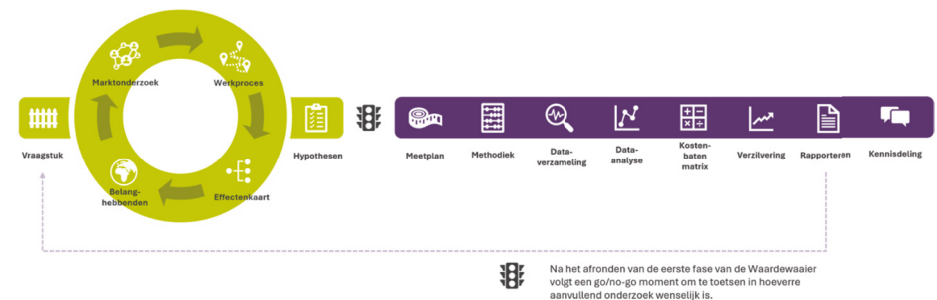 Marktonderzoek
Werkproces
Vraagstuk
Hypothesen
Belang-
hebbenden
Effectenkaart
Meetplan
Methodiek
Data-
verzameling
Data-
analyse
Kosten-
baten
matrix
Verzilvering
Rapporteren
Kennisdeling
Na het afronden van de eerste fase van de Waardewaaier
volgt een go/no-go moment om te toetsen in hoeverre
aanvullend onderzoek wenselijk is.